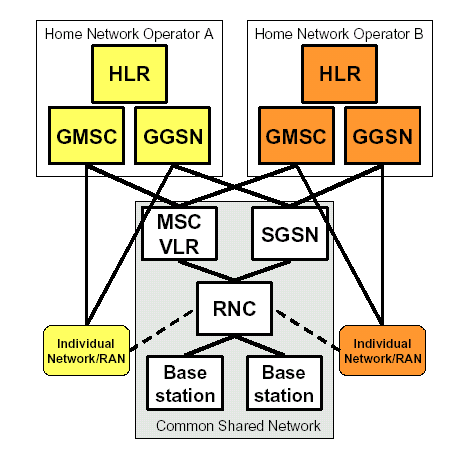 Home Network Operator A
Home Network Operator B
HLR
HLR
GMSC
GGSN
GMSC
GGSN
MSC
VLR
SGSN
RNC
Individual
Network/RAN
Individual
Network/RAN
Base
station
Base
station
Common Shared Network